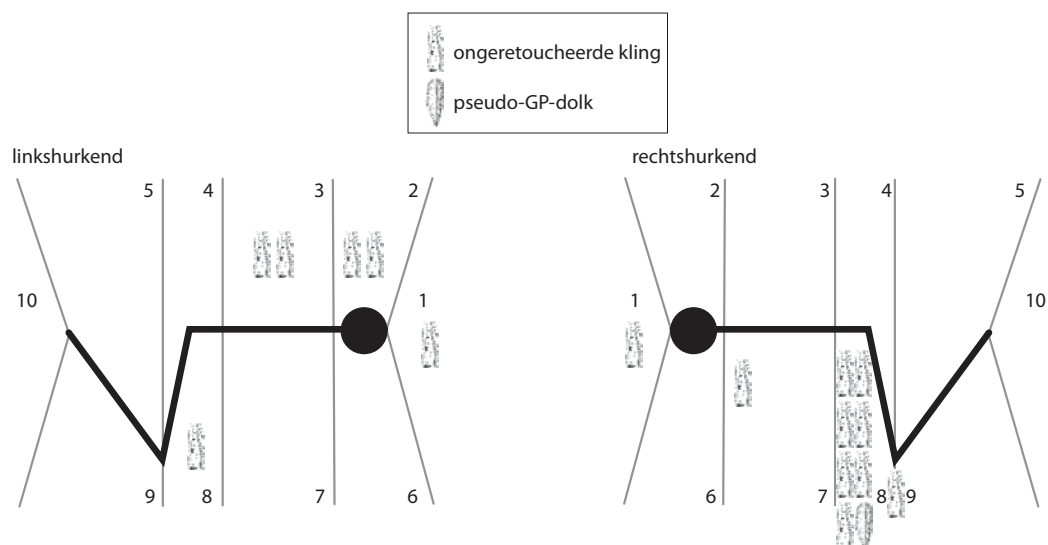 ongeretoucheerde kling
pseudo-GP-dolk
linkshurkend
5 4 3 2
10 1
9 8 7 6
rechtshurkend
2 3 4 5
1 10
6 7 8 9